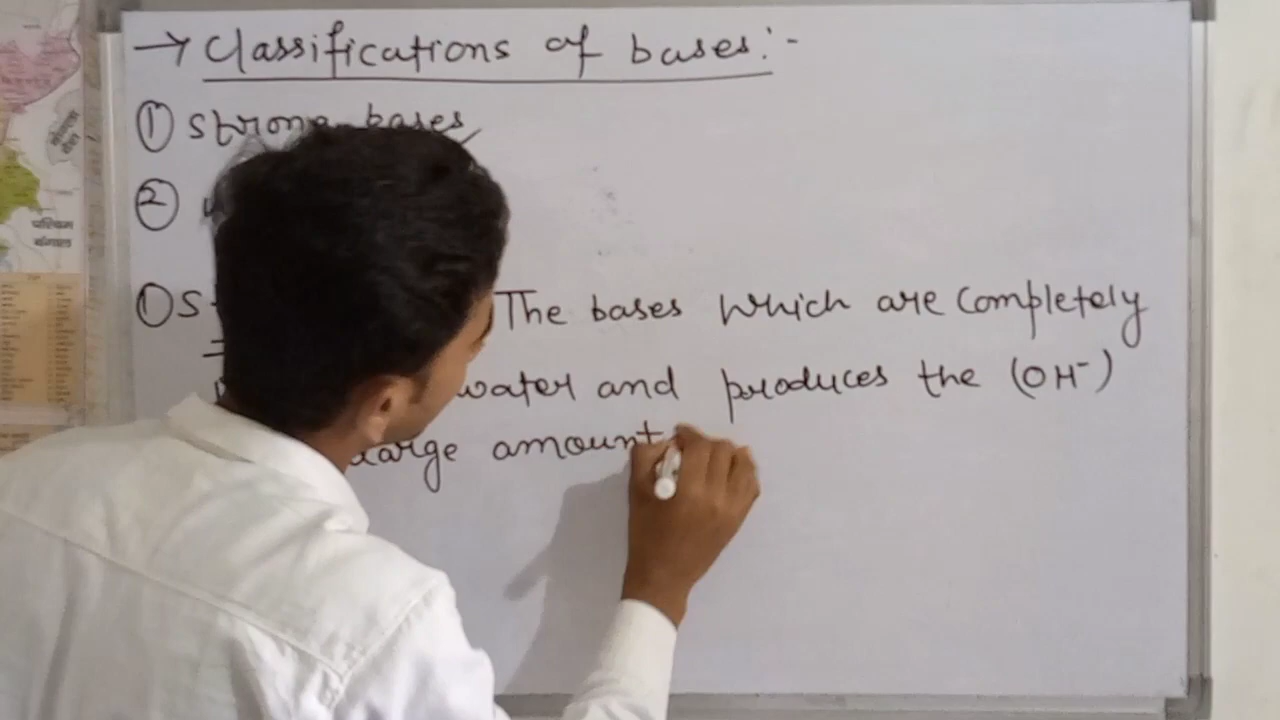 → Classifications of bases:-
① Strong bases
②
① S
The bases which are completely
water and produces the (OH⁻)
large amount
पश्चिम
बंगाल